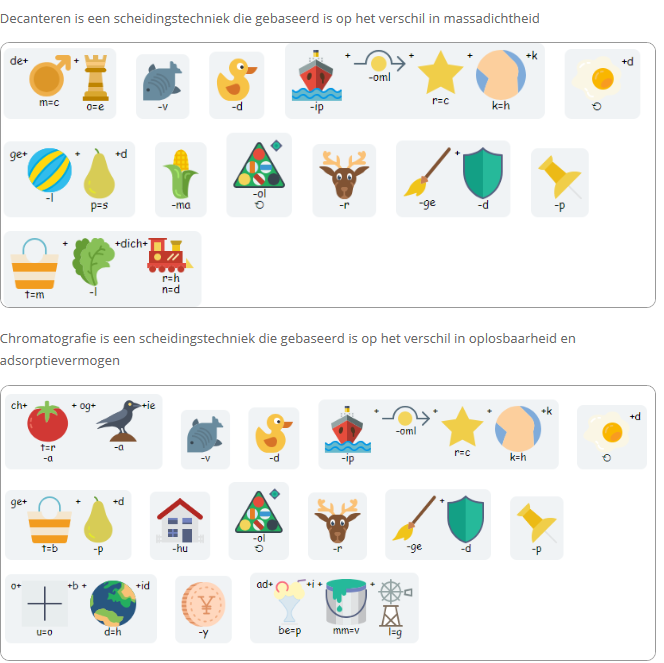 Decanteren is een scheidingstechniek die gebaseerd is op het verschil in massadichtheid
de+ + + -oml + +k +d
m=c o=e -v -d -ip r=c k=h
ge+ + +d +
-l p=s -ma -ol -r -ge -d -p
+ +dich+
t=m -l r=h
n=d
Chromatografie is een scheidingstechniek die gebaseerd is op het verschil in oplosbaarheid en
adsorptievermogen
ch+ + og+ +ie + -oml + + +k +d
t=r -a -v -d -ip r=c k=h
-a
ge+ + +d +
t=b -p -hu -ol -r -ge -d -p
o+ +b + +id ad+ +i + +
u=o d=h -y be=p mm=v l=g